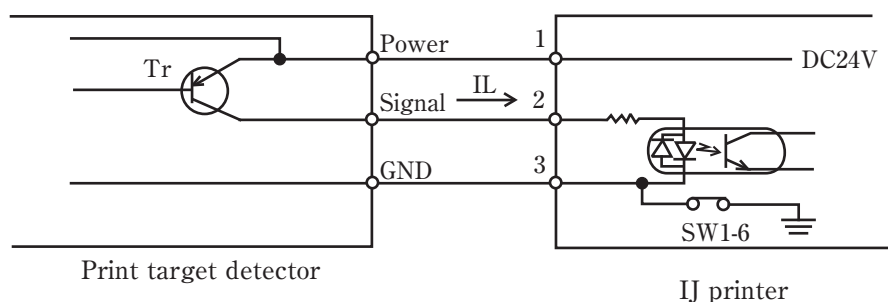 Power
1
DC24V
Tr
Signal
IL
2
GND
3
SW1-6
Print target detector
IJ printer